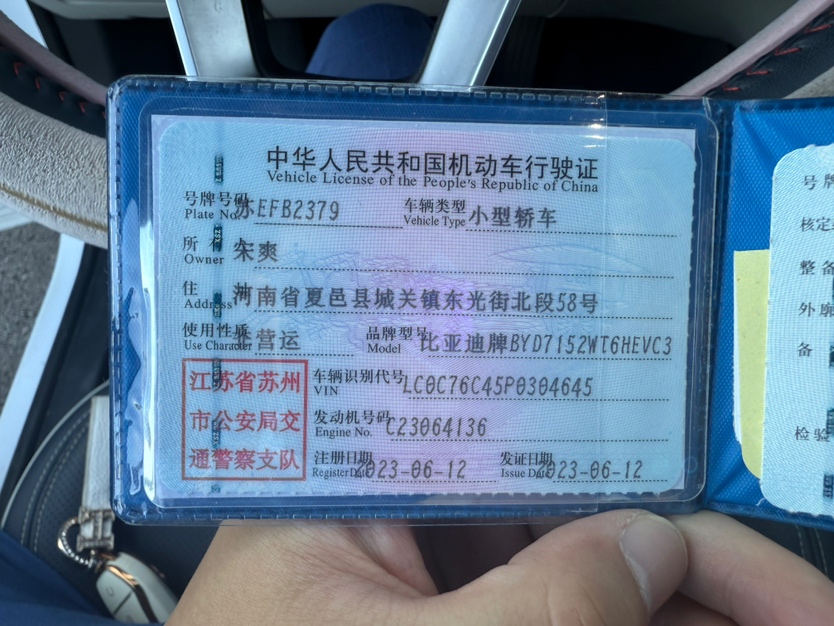 中华人民共和国机动车行驶证
Vehicle License of the People's Republic of China
号牌号码 Plate No. 苏EFB2379 车辆类型 Vehicle Type 小型轿车
所有人 Owner 宋爽
住址 Address 河南省夏邑县城关镇东光街北段58号
使用性质 Use Character 非营运 品牌型号 Model 比亚迪牌BYD7152WT6HEVC3
江苏省苏州
市公安局交
通警察支队
车辆识别代号 VIN LC0C76C45P0304645
发动机号码 Engine No. C23064136
注册日期 Register Date 2023-06-12 发证日期 Issue Date 2023-06-12
号牌
核定
整备
外廓
备
检验